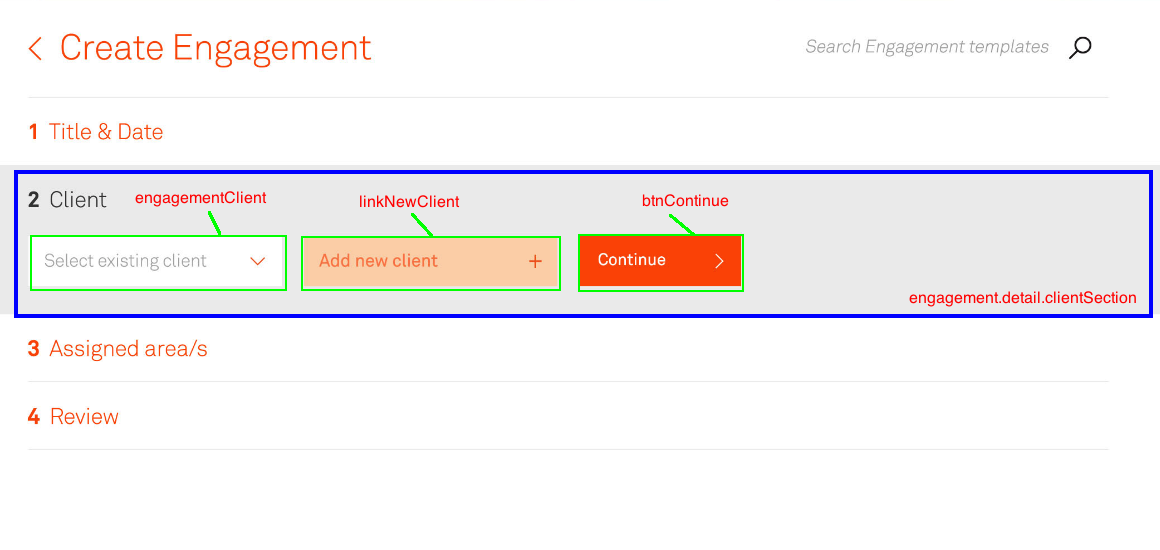 Create Engagement
Search Engagement templates
1 Title & Date
2 Client
engagementClient
linkNewClient
btnContinue
Select existing client
Add new client +
Continue
engagement.detail.clientSection
3 Assigned area/s
4 Review